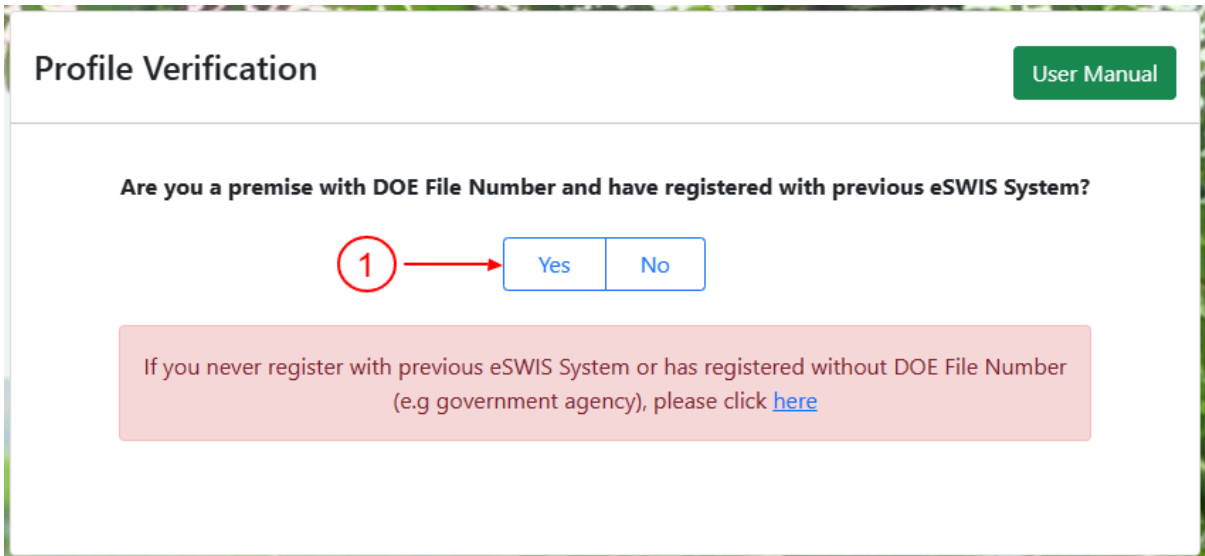 Profile Verification
User Manual
Are you a premise with DOE File Number and have registered with previous eSWIS System?
1
Yes
No
If you never register with previous eSWIS System or has registered without DOE File Number
(e.g government agency), please click here